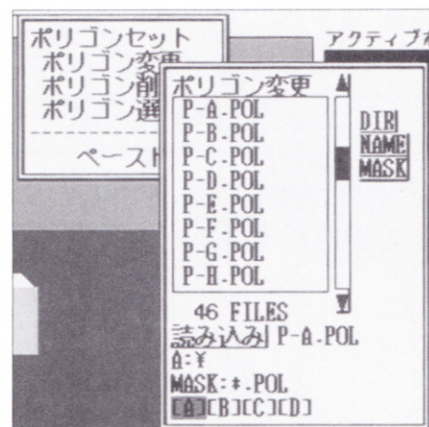 ポリゴンセット
ポリゴン変更
ポリゴン削
ポリゴン選
ペースト
アクティブ
ポリゴン変更
P-A.POL
P-B.POL
P-C.POL
P-D.POL
P-E.POL
P-F.POL
P-G.POL
P-H.POL
DIR
NAME
MASK
46 FILES
読み込み P-A.POL
A:¥
MASK:*.POL
[A][B][C][D]